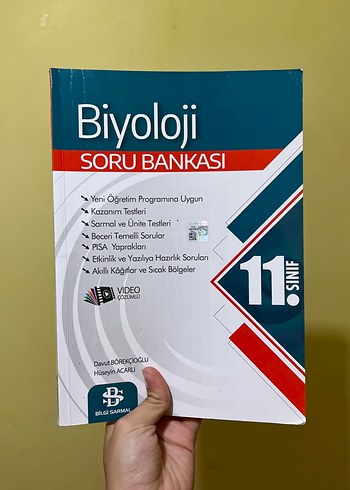 Biyoloji
SORU BANKASI
Yeni Öğretim Programına Uygun
Kazanım Testleri
Sarmal ve Ünite Testleri
Beceri Temelli Sorular
PISA Yaprakları
Etkinlik ve Yazılıya Hazırlık Soruları
Akıllı Kâğıtlar ve Sıcak Bölgeler
11. SINIF
VİDEO
ÇÖZÜMLÜ
Davut BÖREKÇİOĞLU
Hüseyin ACARLI
BİLGİ SARMAL